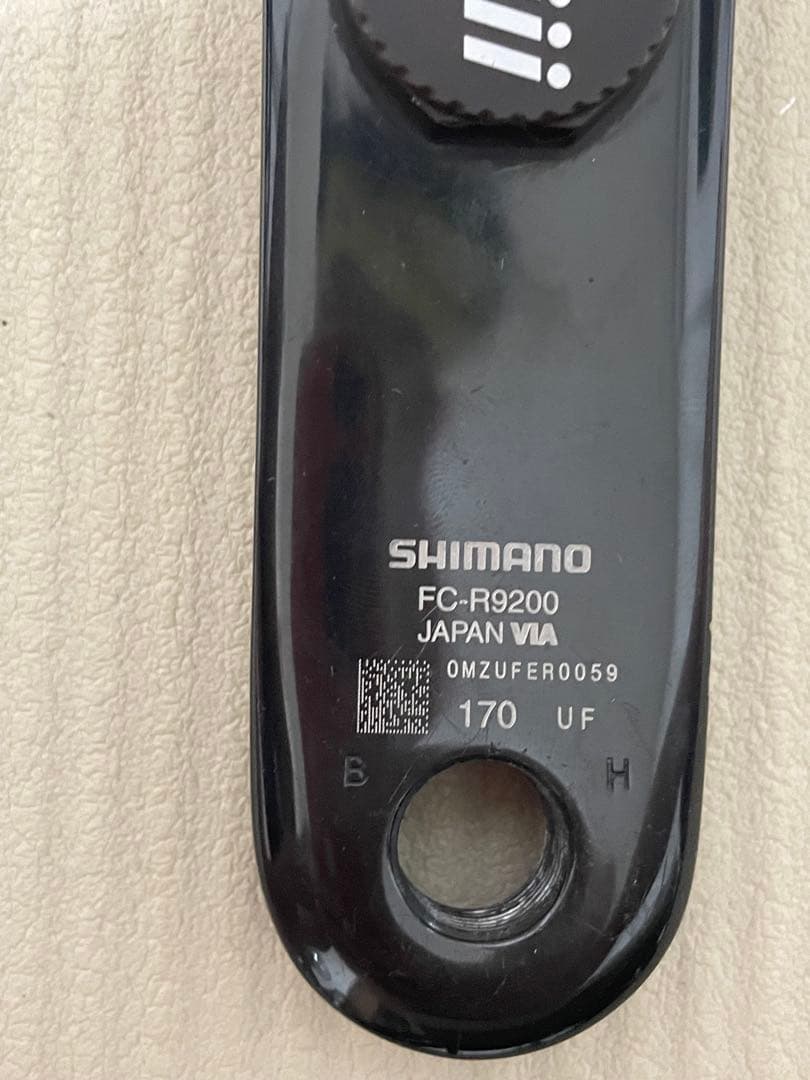 SHIMANO
FC-R9200
JAPAN VIA
0MZUFER0059
170 UF
B H